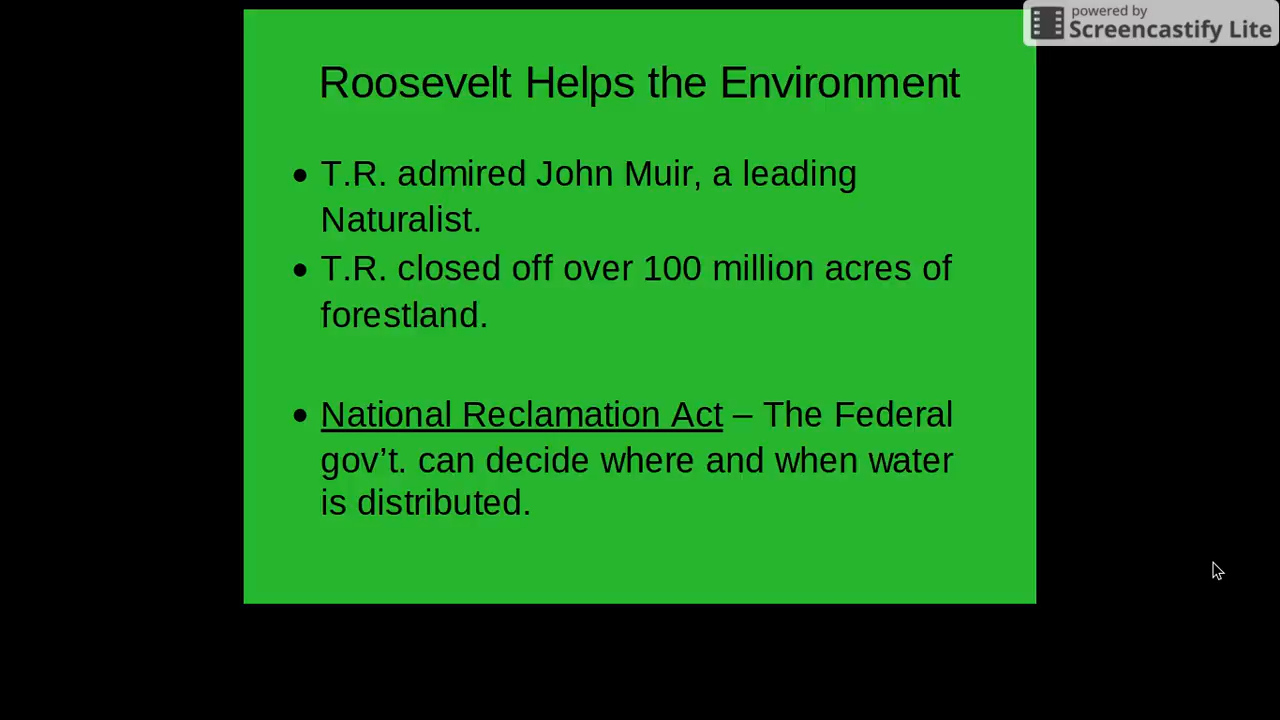 powered by
Screencastify Lite
Roosevelt Helps the Environment
• T.R. admired John Muir, a leading
Naturalist.
• T.R. closed off over 100 million acres of
forestland.
• National Reclamation Act – The Federal
gov’t. can decide where and when water
is distributed.